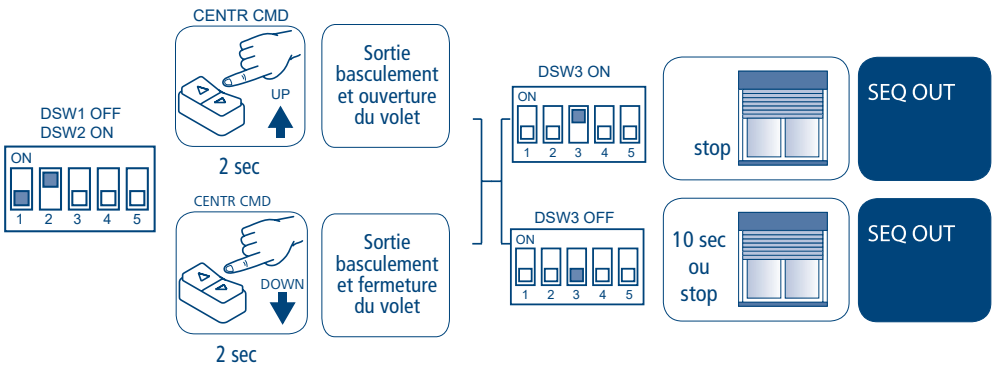 DSW1 OFF
DSW2 ON
ON
1 2 3 4 5
CENTR CMD
UP
2 sec
Sortie
basculement
et ouverture
du volet
CENTR CMD
DOWN
2 sec
Sortie
basculement
et fermeture
du volet
DSW3 ON
ON
1 2 3 4 5
stop
SEQ OUT
DSW3 OFF
ON
1 2 3 4 5
10 sec
ou
stop
SEQ OUT